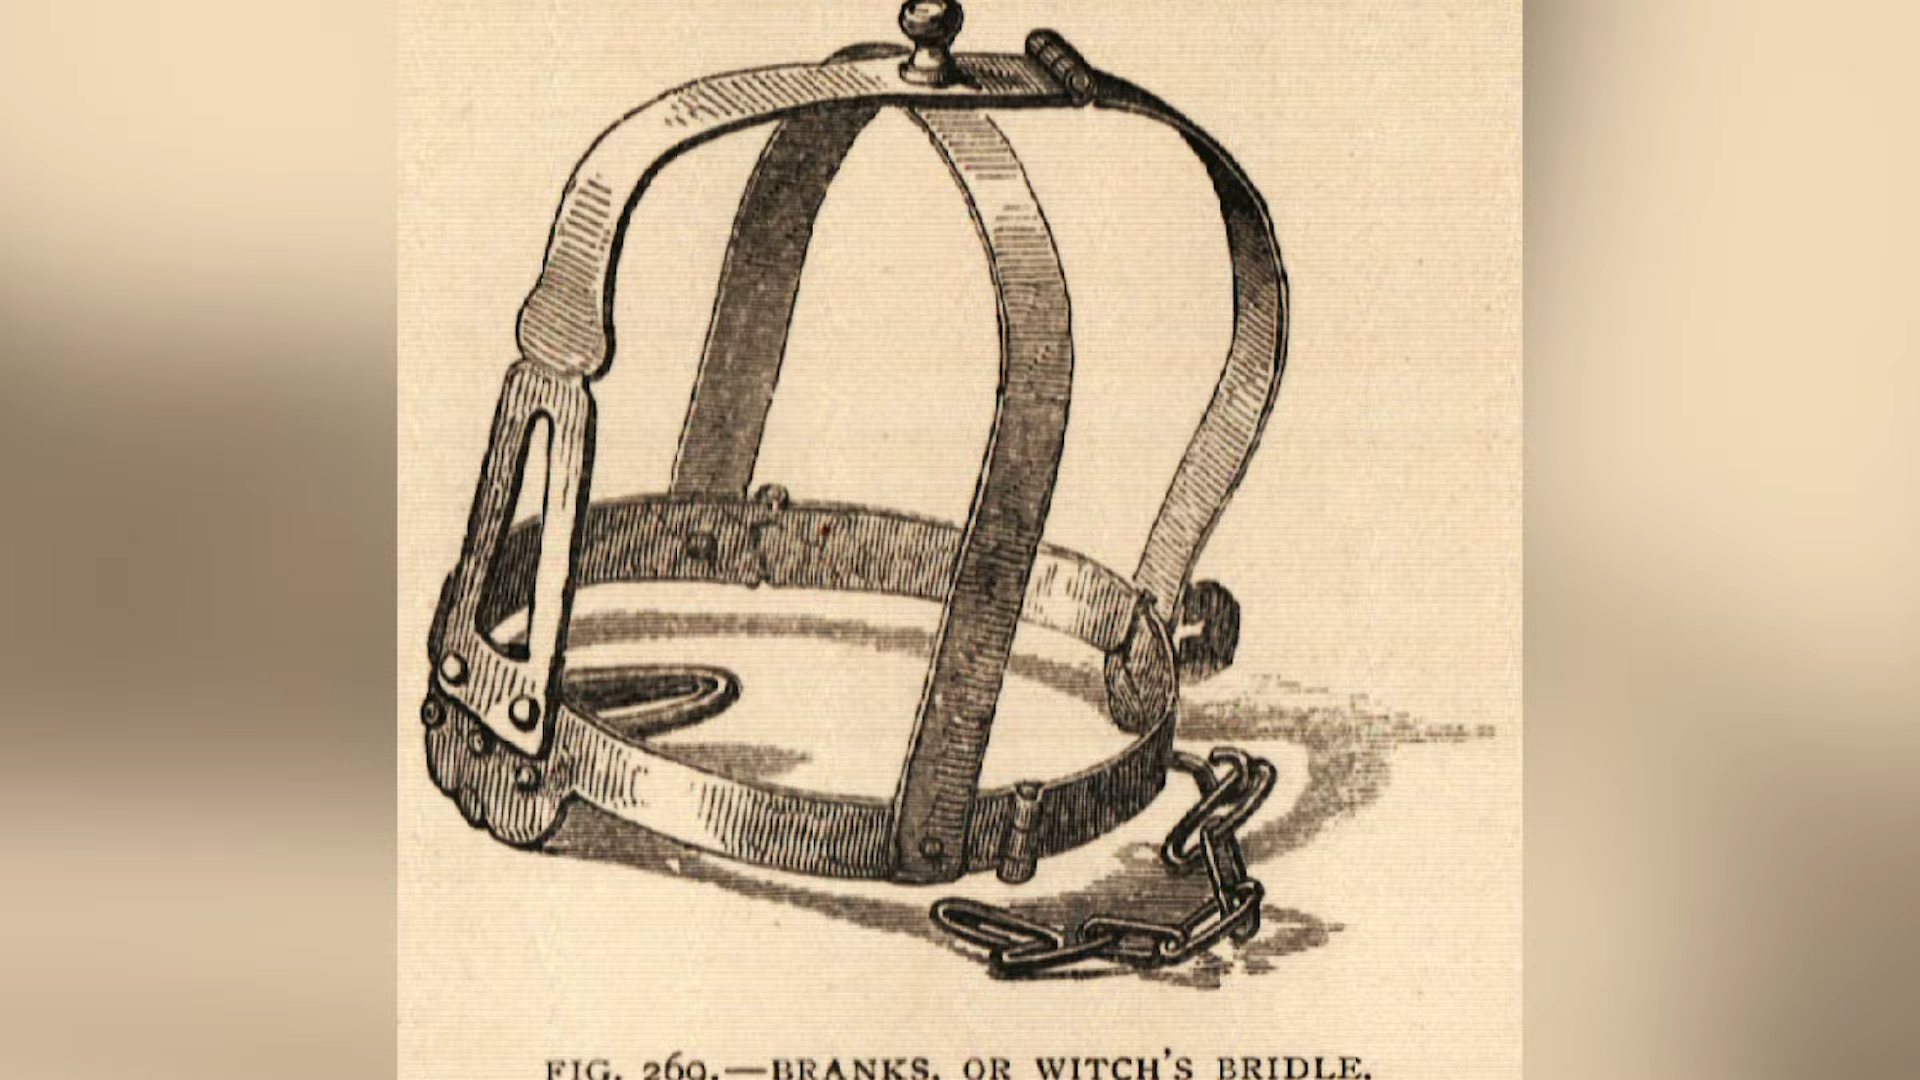 FIG. 260.—BRANKS, OR WITCH'S BRIDLE.